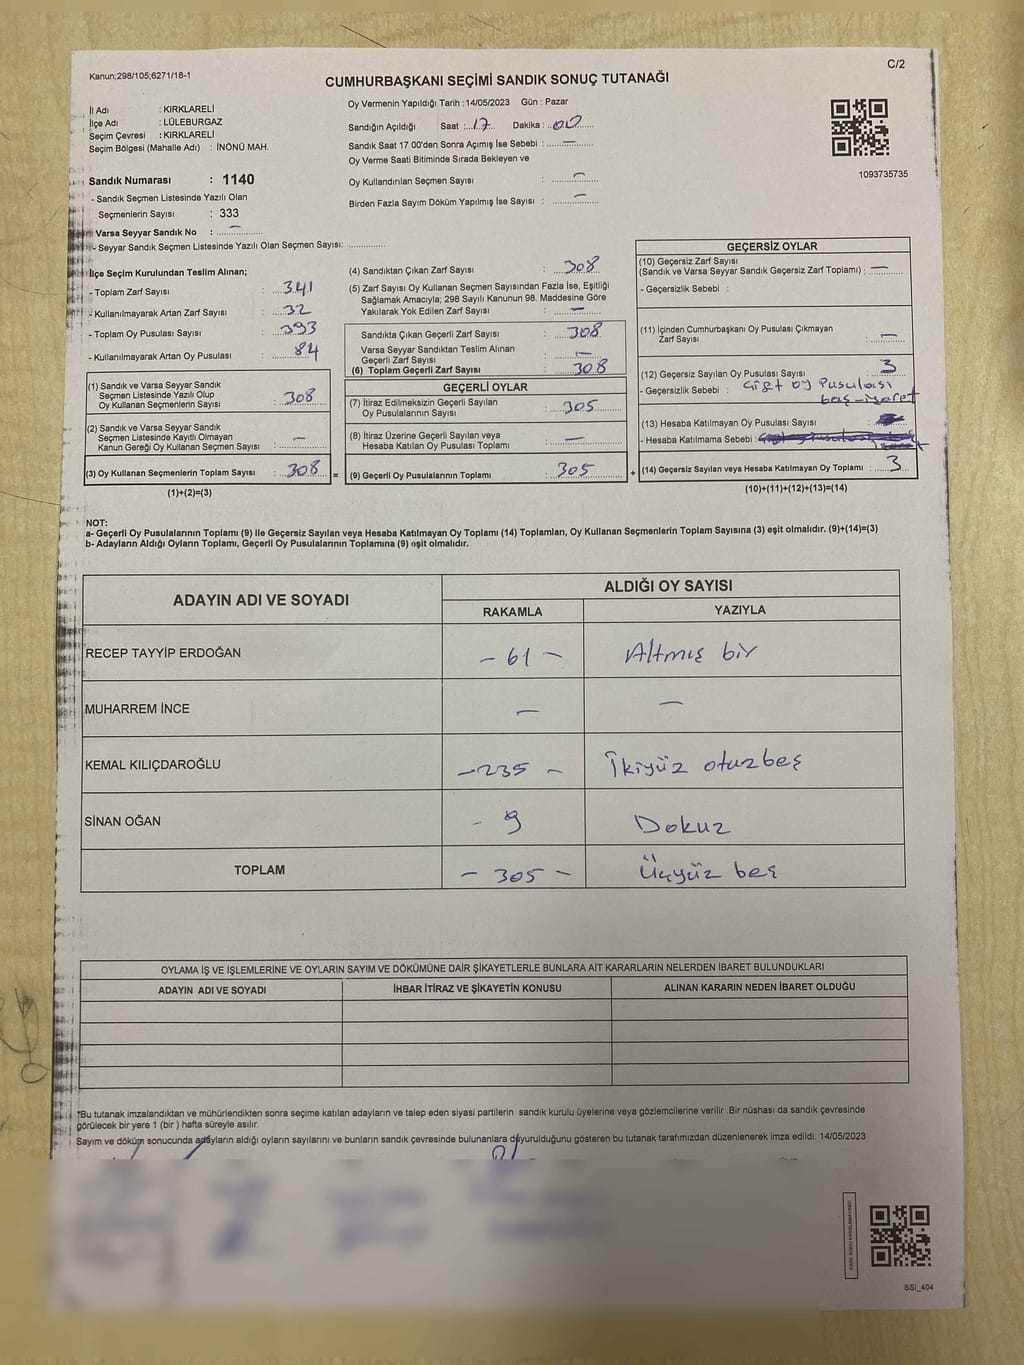 Kanun;298/105;6271/18-1
C/2
CUMHURBAŞKANI SEÇİMİ SANDIK SONUÇ TUTANAĞI
İl Adı : KIRKLARELİ
İlçe Adı : LÜLEBURGAZ
Seçim Çevresi : KIRKLARELİ
Seçim Bölgesi (Mahalle Adı) : İNÖNÜ MAH.
Sandık Numarası : 1140
- Sandık Seçmen Listesinde Yazılı Olan
Seçmenlerin Sayısı : 333
Varsa Seyyar Sandık No : –
- Seyyar Sandık Seçmen Listesinde Yazılı Olan Seçmen Sayısı:
Oy Vermenin Yapıldığı Tarih :14/05/2023 Gün : Pazar
Sandığın Açıldığı Saat : 17 Dakika : 00
Sandık Saat 17 00'den Sonra Açımış İse Sebebi : –
Oy Verme Saati Bitiminde Sırada Bekleyen ve
Oy Kullandırılan Seçmen Sayısı : –
Birden Fazla Sayım Döküm Yapılmış İse Sayısı : –
1093735735
İlçe Seçim Kurulundan Teslim Alınan;
- Toplam Zarf Sayısı : 341
- Kullanılmayarak Artan Zarf Sayısı : 32
- Toplam Oy Pusulası Sayısı : 393
- Kullanılmayarak Artan Oy Pusulası : 84
(1) Sandık ve Varsa Seyyar Sandık
Seçmen Listesinde Yazılı Olup
Oy Kullanan Seçmenlerin Sayısı : 308
(2) Sandık ve Varsa Seyyar Sandık
Seçmen Listesinde Kayıtlı Olmayan
Kanun Gereği Oy Kullanan Seçmen Sayısı : –
(3) Oy Kullanan Seçmenlerin Toplam Sayısı : 308 =
(1)+(2)=(3)
(4) Sandıktan Çıkan Zarf Sayısı : 308
(5) Zarf Sayısı Oy Kullanan Seçmen Sayısından Fazla İse, Eşitliği
Sağlamak Amacıyla; 298 Sayılı Kanunun 98. Maddesine Göre
Yakılarak Yok Edilen Zarf Sayısı : –
Sandıkta Çıkan Geçerli Zarf Sayısı : 308
Varsa Seyyar Sandıktan Teslim Alınan
Geçerli Zarf Sayısı : –
(6) Toplam Geçerli Zarf Sayısı : 308
GEÇERLİ OYLAR
(7) İtiraz Edilmeksizin Geçerli Sayılan
Oy Pusulalarının Sayısı : 305
(8) İtiraz Üzerine Geçerli Sayılan veya
Hesaba Katılan Oy Pusulası Toplamı : –
(9) Geçerli Oy Pusulalarının Toplamı : 305 +
GEÇERSİZ OYLAR
(10) Geçersiz Zarf Sayısı
(Sandık ve Varsa Seyyar Sandık Geçersiz Zarf Toplamı) : –
- Geçersizlik Sebebi :
(11) İçinden Cumhurbaşkanı Oy Pusulası Çıkmayan
Zarf Sayısı : –
(12) Geçersiz Sayılan Oy Pusulası Sayısı : 3
- Geçersizlik Sebebi : Çift oy Pusulası
boş-işaret
(13) Hesaba Katılmayan Oy Pusulası Sayısı :
- Hesaba Katılmama Sebebi :
(14) Geçersiz Sayılan veya Hesaba Katılmayan Oy Toplamı : 3
(10)+(11)+(12)+(13)=(14)
NOT:
a- Geçerli Oy Pusulalarının Toplamı (9) ile Geçersiz Sayılan veya Hesaba Katılmayan Oy Toplamı (14) Toplamları, Oy Kullanan Seçmenlerin Toplam Sayısına (3) eşit olmalıdır. (9)+(14)=(3)
b- Adayların Aldığı Oyların Toplamı, Geçerli Oy Pusulalarının Toplamına (9) eşit olmalıdır.
ADAYIN ADI VE SOYADI
ALDIĞI OY SAYISI
RAKAMLA YAZIYLA
RECEP TAYYİP ERDOĞAN – 61 – Altmış bir
MUHARREM İNCE – –
KEMAL KILIÇDAROĞLU – 235 – İkiyüz otuzbeş
SİNAN OĞAN - 9 Dokuz
TOPLAM – 305 – Üçyüz beş
OYLAMA İŞ VE İŞLEMLERİNE VE OYLARIN SAYIM VE DÖKÜMÜNE DAİR ŞİKAYETLERLE BUNLARA AİT KARARLARIN NELERDEN İBARET BULUNDUKLARI
ADAYIN ADI VE SOYADI İHBAR İTİRAZ VE ŞİKAYETİN KONUSU ALINAN KARARIN NEDEN İBARET OLDUĞU
*Bu tutanak imzalandıktan ve mühürlendikten sonra seçime katılan adayların ve talep eden siyasi partilerin sandık kurulu üyelerine veya gözlemcilerine verilir .Bir nüshası da sandık çevresinde
görülecek bir yere 1 (bir ) hafta süreyle asılır.
Sayım ve döküm sonucunda adayların aldığı oyların sayılarını ve bunların sandık çevresinde bulunanlara duyurulduğunu gösteren bu tutanak tarafımızdan düzenlenerek imza edildi. 14/05/2023
SSI_404